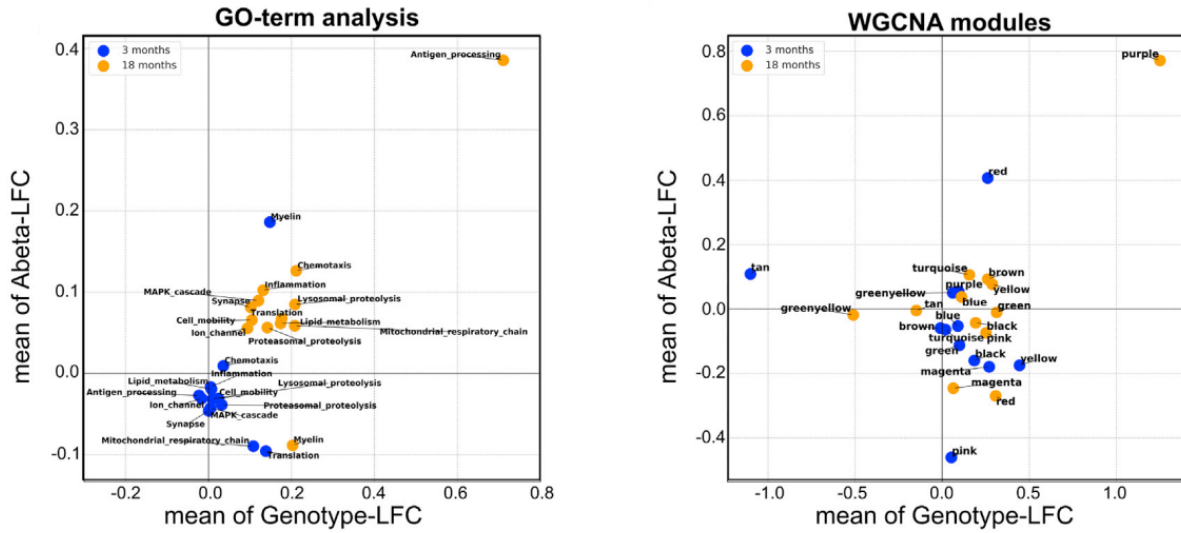 GO-term analysis
3 months
18 months
Antigen_processing
Myelin
Chemotaxis
Inflammation
MAPK_cascade
Synapse
Lysosomal_proteolysis
Translation
Cell_mobility
Lipid_metabolism
Ion_channel
Mitochondrial_respiratory_chain
Proteasomal_proteolysis
Chemotaxis
Inflammation
Lipid_metabolism
Lysosomal_proteolysis
Antigen_processing
Cell_mobility
Ion_channel
Proteasomal_proteolysis
MAPK_cascade
Synapse
Mitochondrial_respiratory_chain
Myelin
Translation
0.4
0.3
0.2
0.1
0.0
-0.1
-0.2
0.0
0.2
0.4
0.6
0.8
mean of Abeta-LFC
mean of Genotype-LFC
WGCNA modules
3 months
18 months
purple
red
tan
turquoise
brown
purple
yellow
greenyellow
blue
tan
green
greenyellow
blue
black
brown
turquoise
pink
green
black
yellow
magenta
magenta
red
pink
0.8
0.6
0.4
0.2
0.0
-0.2
-0.4
-1.0
-0.5
0.0
0.5
1.0
mean of Abeta-LFC
mean of Genotype-LFC